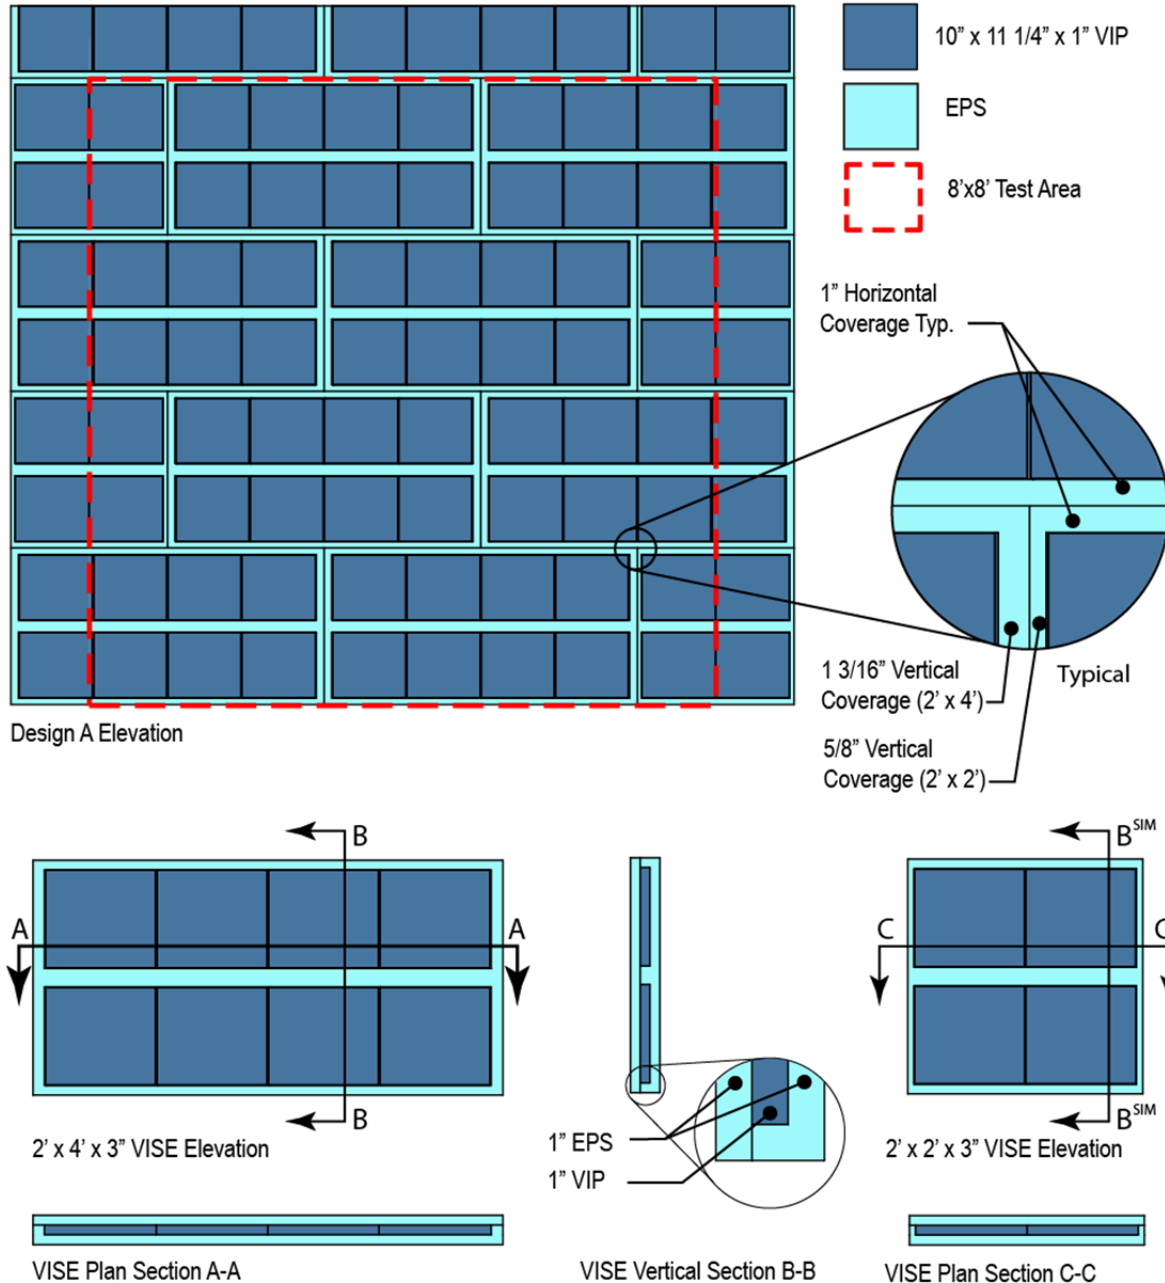 10” x 11 1/4” x 1” VIP
EPS
8’x8’ Test Area
1” Horizontal
Coverage Typ.
1 3/16” Vertical
Coverage (2’ x 4’)
Typical
5/8” Vertical
Coverage (2’ x 2’)
Design A Elevation
B
A
A
B
2’ x 4’ x 3” VISE Elevation
1” EPS
1” VIP
B SIM
C
C
B SIM
2’ x 2’ x 3” VISE Elevation
VISE Plan Section A-A
VISE Vertical Section B-B
VISE Plan Section C-C